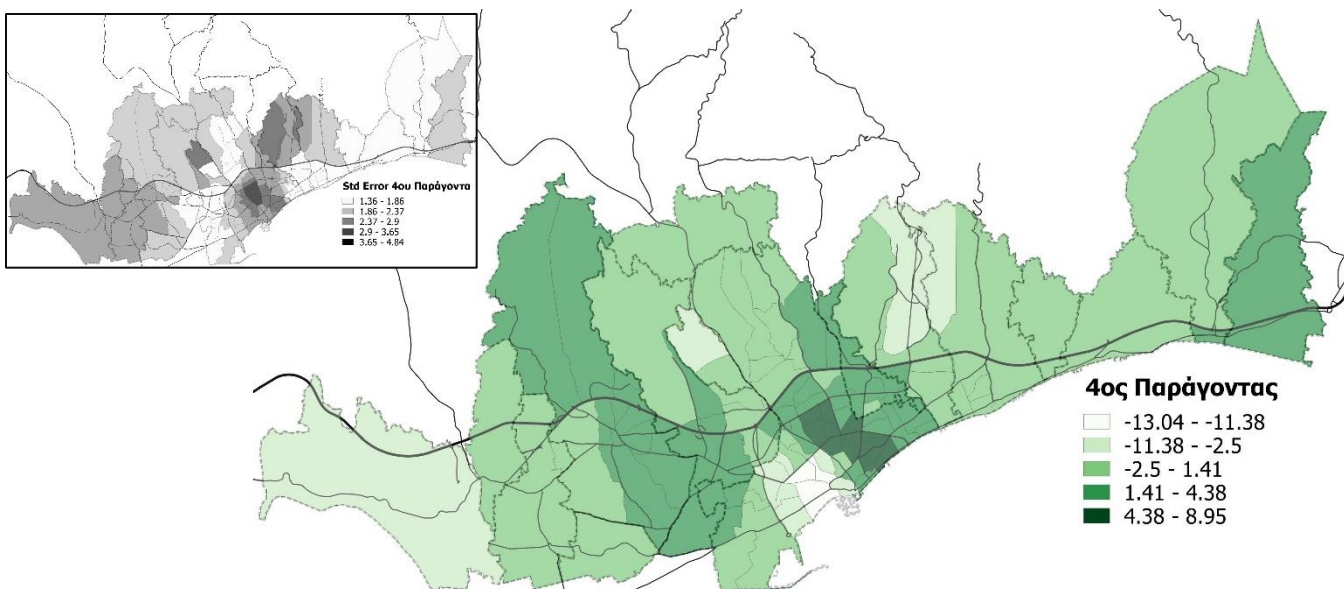 Std Error 4ου Παράγοντα
1.36 - 1.86
1.86 - 2.37
2.37 - 2.9
2.9 - 3.65
3.65 - 4.84
4ος Παράγοντας
-13.04 - -11.38
-11.38 - -2.5
-2.5 - 1.41
1.41 - 4.38
4.38 - 8.95